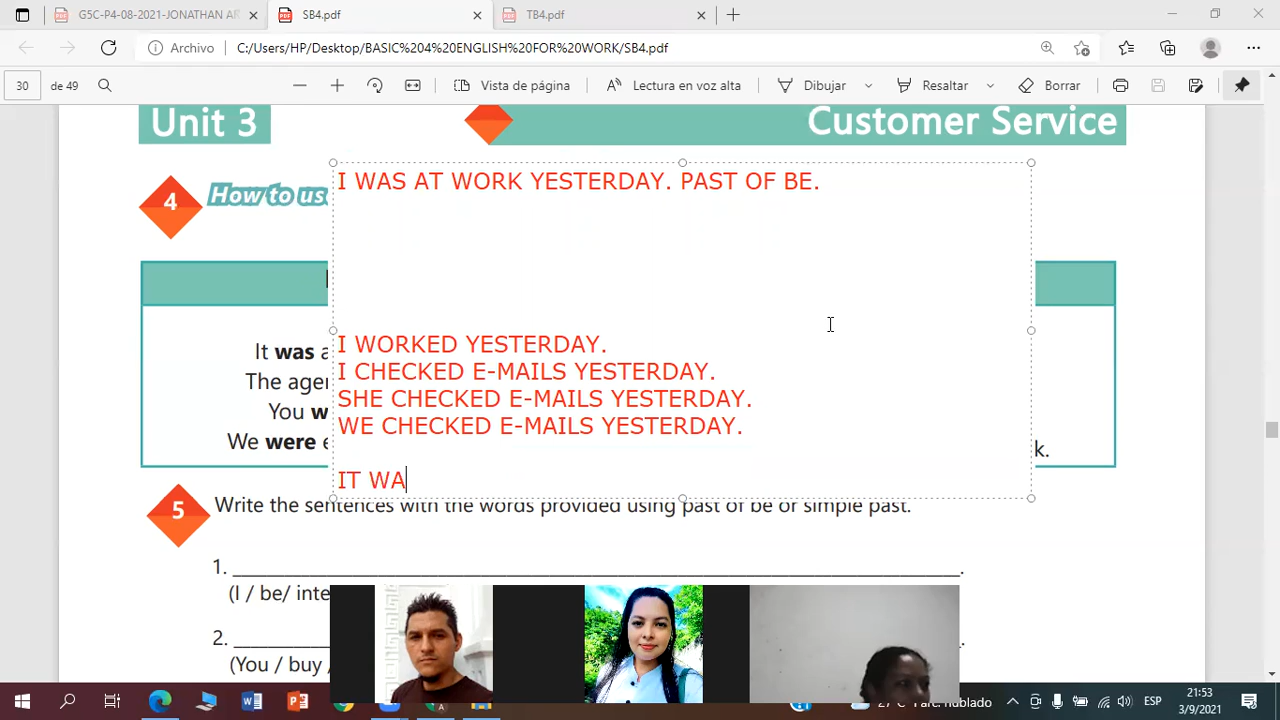 G5C-P4-08-2021-JONATHAN AR
SB4.pdf
TB4.pdf
Archivo
C:/Users/HP/Desktop/BASIC%204%20ENGLISH%20FOR%20WORK/SB4.pdf
30 de 49
Vista de página
Lectura en voz alta
Dibujar
Resaltar
Borrar
Unit 3
Customer Service
4
How to us
I WAS AT WORK YESTERDAY. PAST OF BE.
I WORKED YESTERDAY.
It was a
I CHECKED E-MAILS YESTERDAY.
The age
SHE CHECKED E-MAILS YESTERDAY.
You w
WE CHECKED E-MAILS YESTERDAY.
We were
k.
IT WA
5
Write the sentences with the words provided using past of be or simple past.
1.
(I / be/ inte
2.
(You / buy
27°C
ESP
21:53
3/9/2021